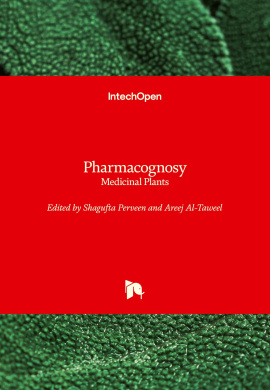 IntechOpen
Pharmacognosy
Medicinal Plants
Edited by Shagufta Perveen and Areej Al-Taweel